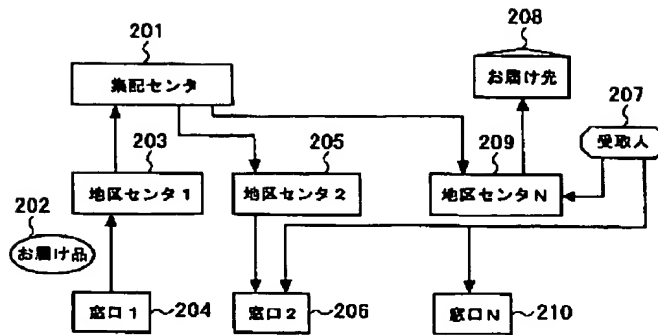 208
201
お届け先
集配センタ
207
受取人
203
205
209
地区センタ1
地区センタ2
地区センタN
202
お届け品
窓口1
204
窓口2
206
窓口N
210